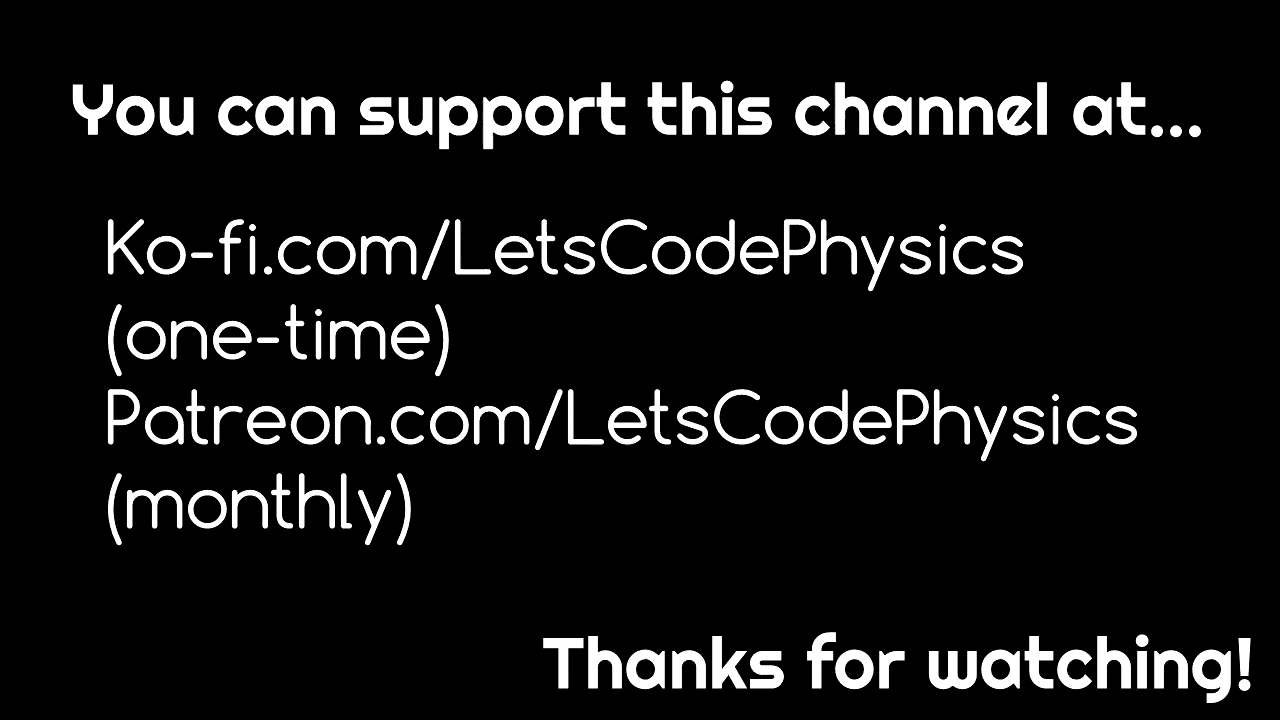 You can support this channel at...
Ko-fi.com/LetsCodePhysics
(one-time)
Patreon.com/LetsCodePhysics
(monthly)
Thanks for watching!